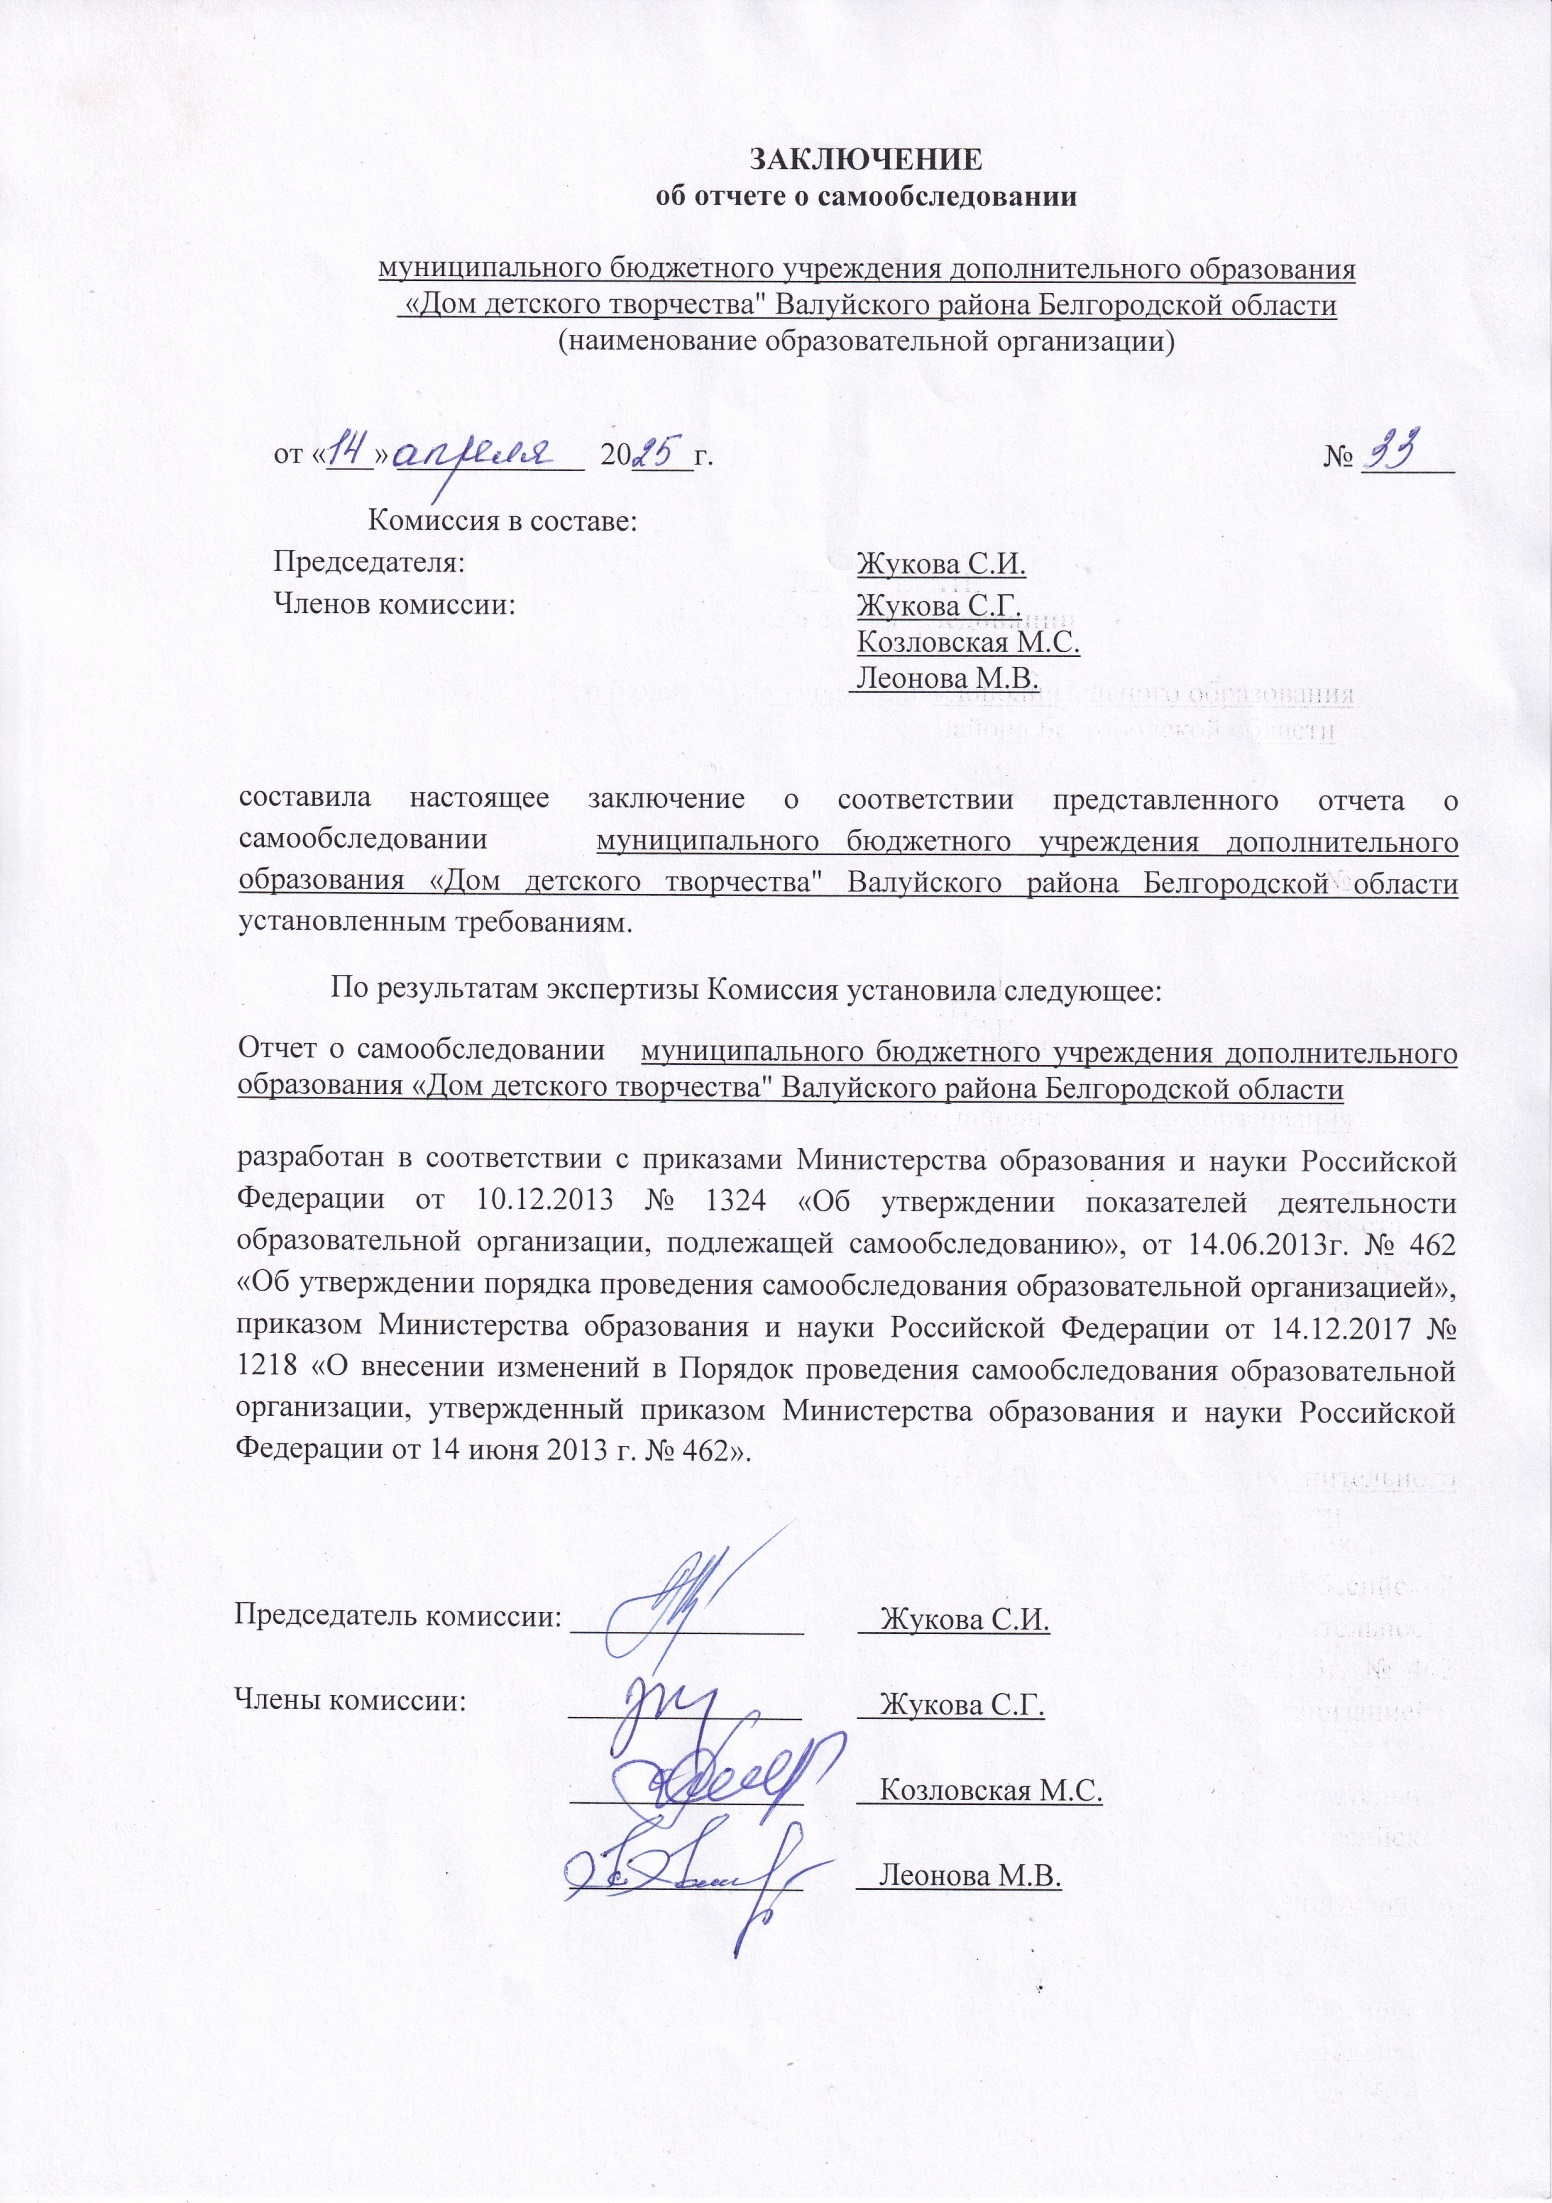 ЗАКЛЮЧЕНИЕ
об отчете о самообследовании
муниципального бюджетного учреждения дополнительного образования
«Дом детского творчества" Валуйского района Белгородской области
(наименование образовательной организации)
от «14» апреля 2025 г. № 33
Комиссия в составе:
Председателя: Жукова С.И.
Членов комиссии: Жукова С.Г.
Козловская М.С.
Леонова М.В.
составила настоящее заключение о соответствии представленного отчета о
самообследовании муниципального бюджетного учреждения дополнительного
образования «Дом детского творчества" Валуйского района Белгородской области
установленным требованиям.
По результатам экспертизы Комиссия установила следующее:
Отчет о самообследовании муниципального бюджетного учреждения дополнительного
образования «Дом детского творчества" Валуйского района Белгородской области
разработан в соответствии с приказами Министерства образования и науки Российской
Федерации от 10.12.2013 № 1324 «Об утверждении показателей деятельности
образовательной организации, подлежащей самообследованию», от 14.06.2013г. № 462
«Об утверждении порядка проведения самообследования образовательной организацией»,
приказом Министерства образования и науки Российской Федерации от 14.12.2017 №
1218 «О внесении изменений в Порядок проведения самообследования образовательной
организации, утвержденный приказом Министерства образования и науки Российской
Федерации от 14 июня 2013 г. № 462».
Председатель комиссии: Жукова С.И.
Члены комиссии: Жукова С.Г.
Козловская М.С.
Леонова М.В.